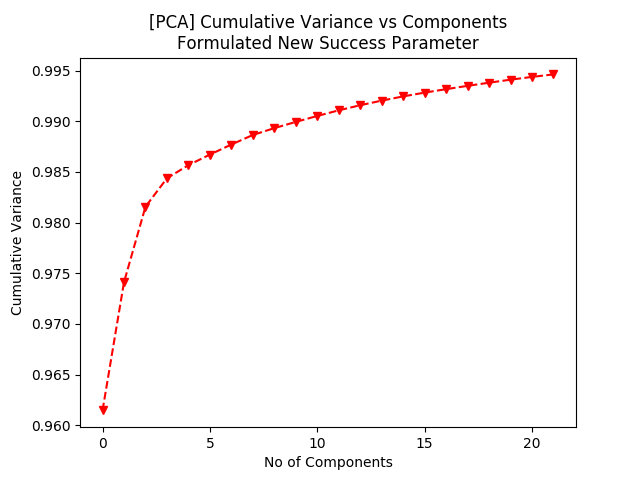 [PCA] Cumulative Variance vs Components
Formulated New Success Parameter
0.995
0.990
0.985
0.980
0.975
0.970
0.965
0.960
Cumulative Variance
0 5 10 15 20
No of Components